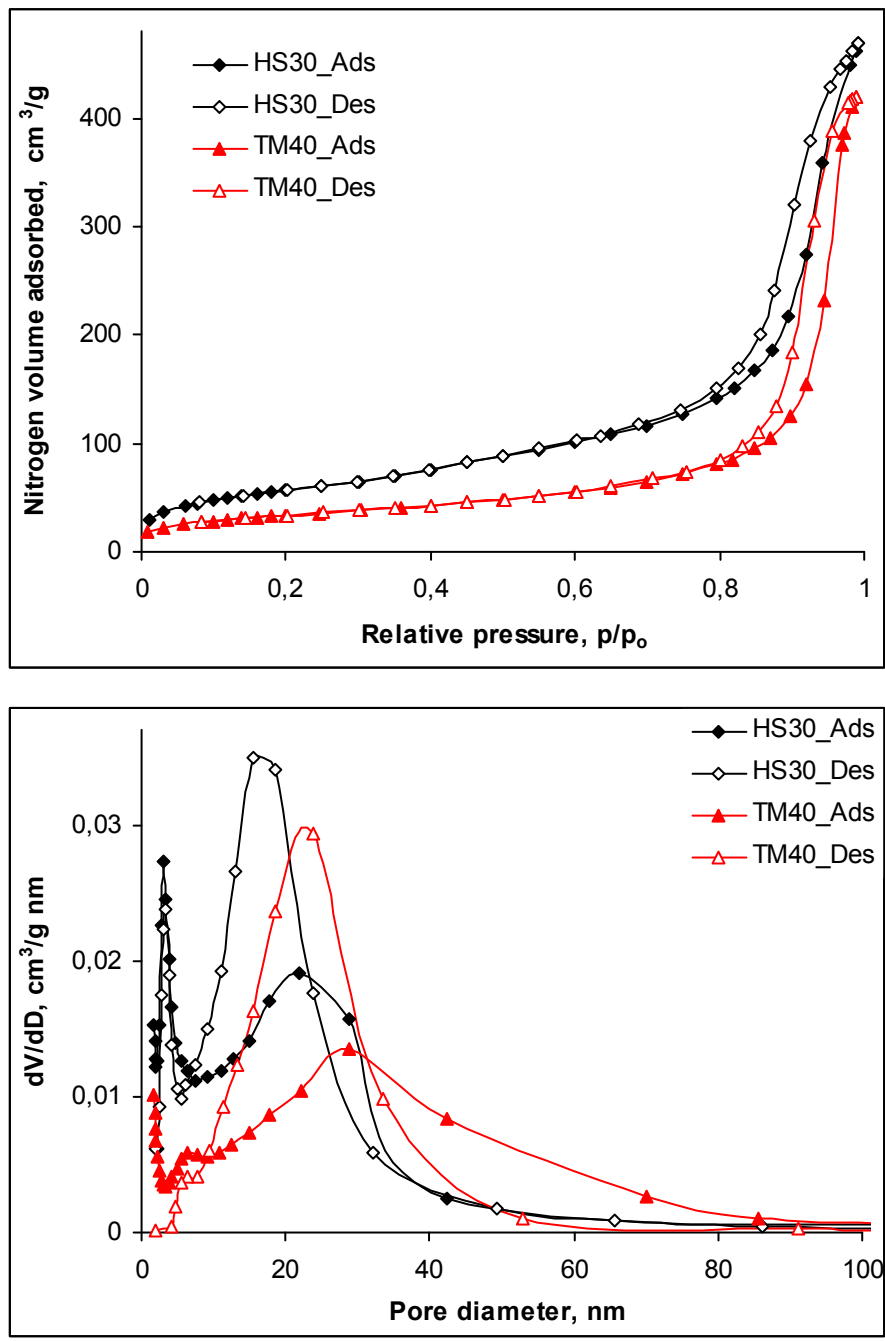 HS30_Ads
HS30_Des
TM40_Ads
TM40_Des
Nitrogen volume adsorbed, cm³/g
400
300
200
100
0
0 0,2 0,4 0,6 0,8 1
Relative pressure, p/pₒ
HS30_Ads
HS30_Des
TM40_Ads
TM40_Des
dV/dD, cm³/g nm
0,03
0,02
0,01
0
0 20 40 60 80 100
Pore diameter, nm